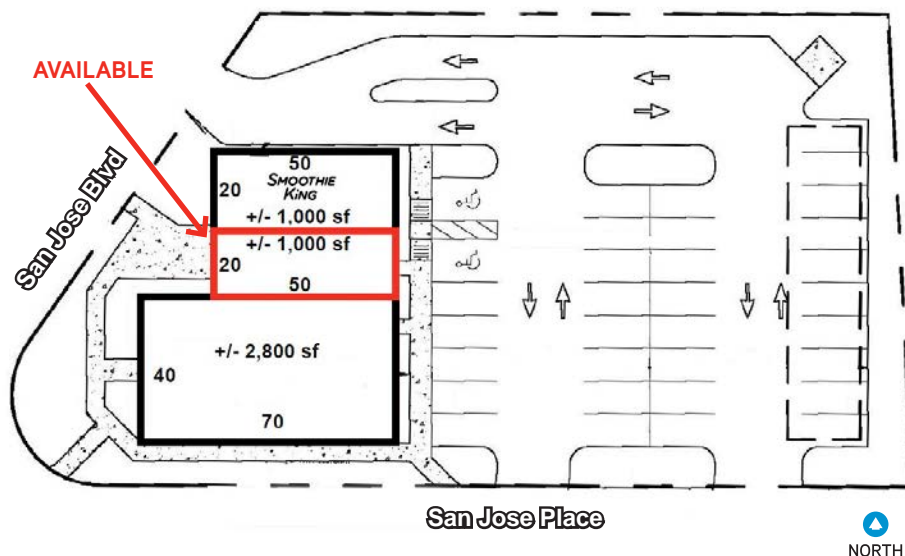 AVAILABLE
San Jose Blvd
50
20
SMOOTHIE
KING
+/- 1,000 sf
+/- 1,000 sf
20
50
+/- 2,800 sf
40
70
San Jose Place
NORTH